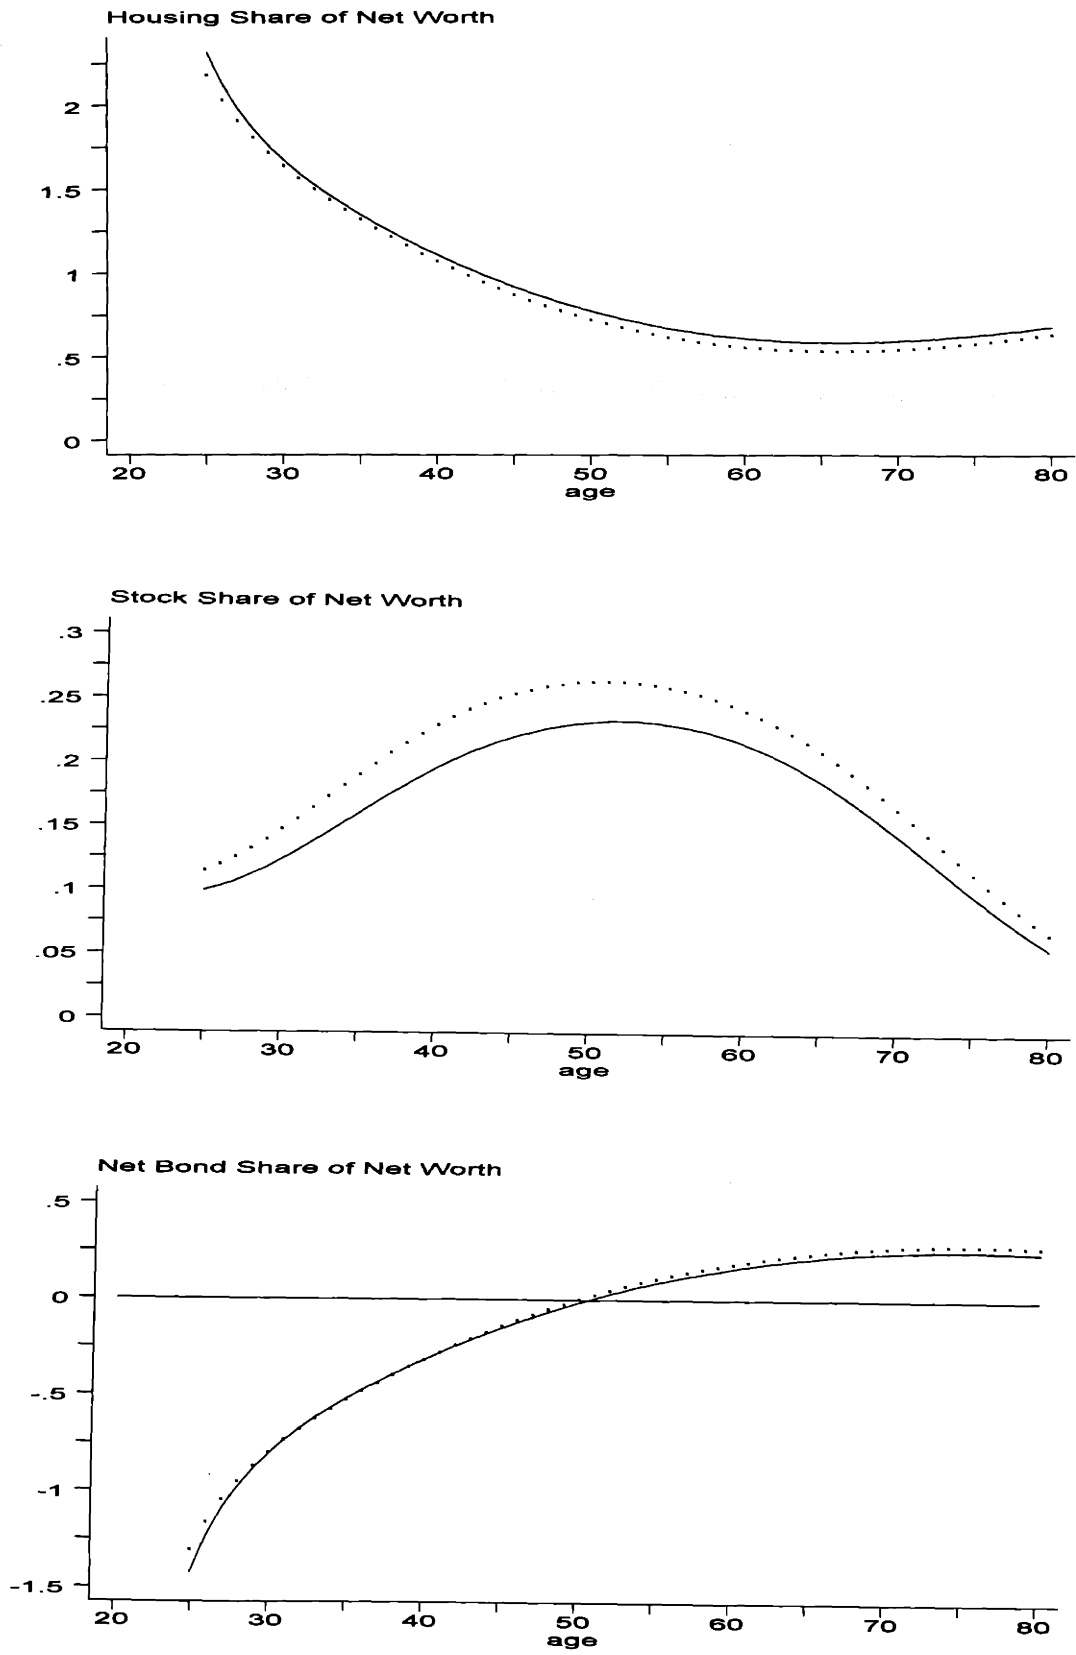 Housing Share of Net Worth
2
1.5
1
.5
0
20 30 40 50 60 70 80
age
Stock Share of Net Worth
.3
.25
.2
.15
.1
.05
0
20 30 40 50 60 70 80
age
Net Bond Share of Net Worth
.5
0
-.5
-1
-1.5
20 30 40 50 60 70 80
age